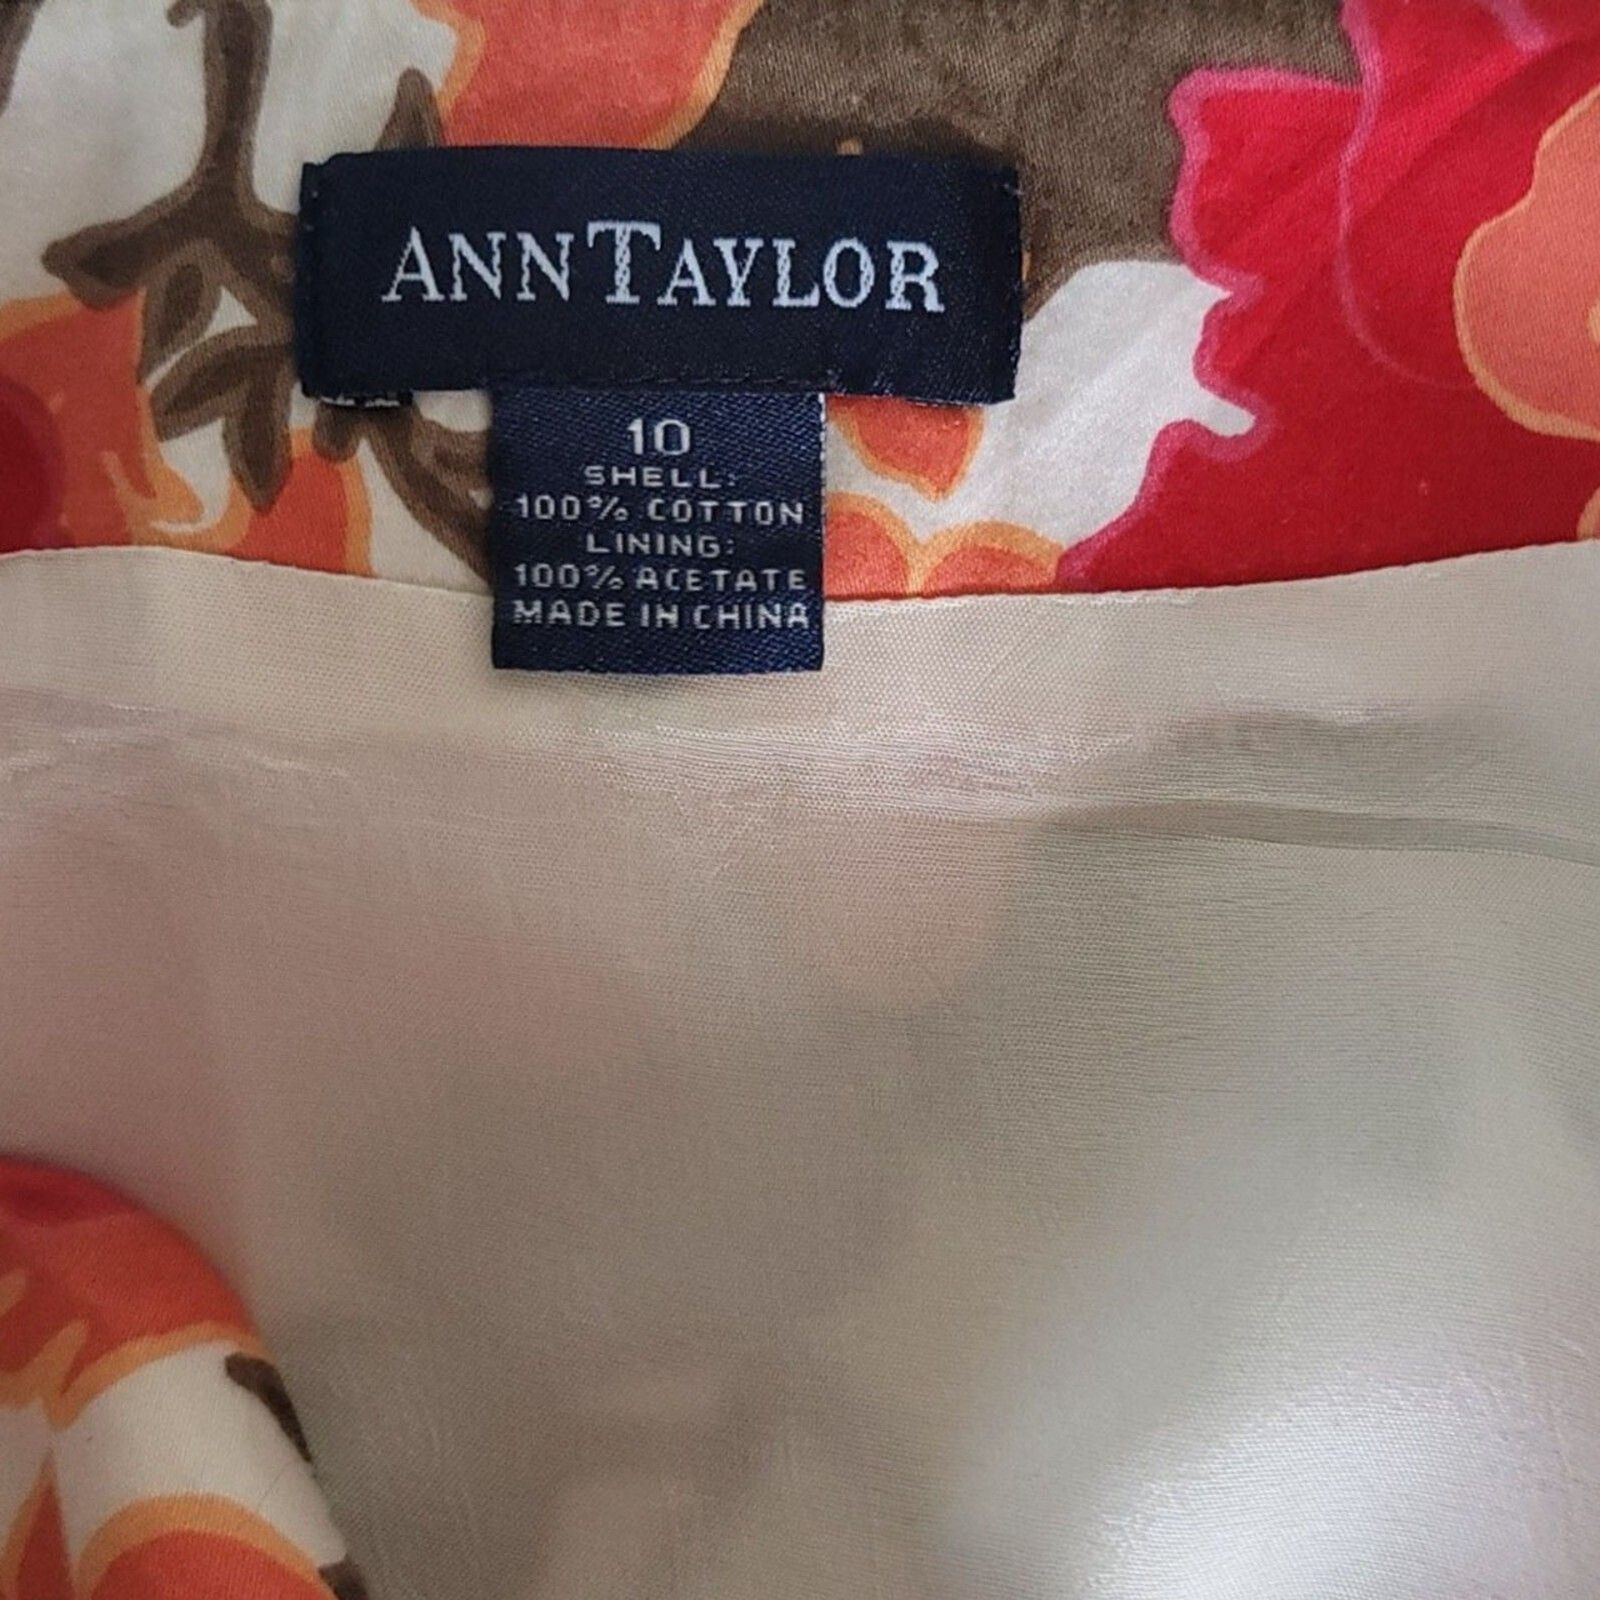 ANNTAYLOR
10
SHELL:
100% COTTON
LINING:
100% ACETATE
MADE IN CHINA